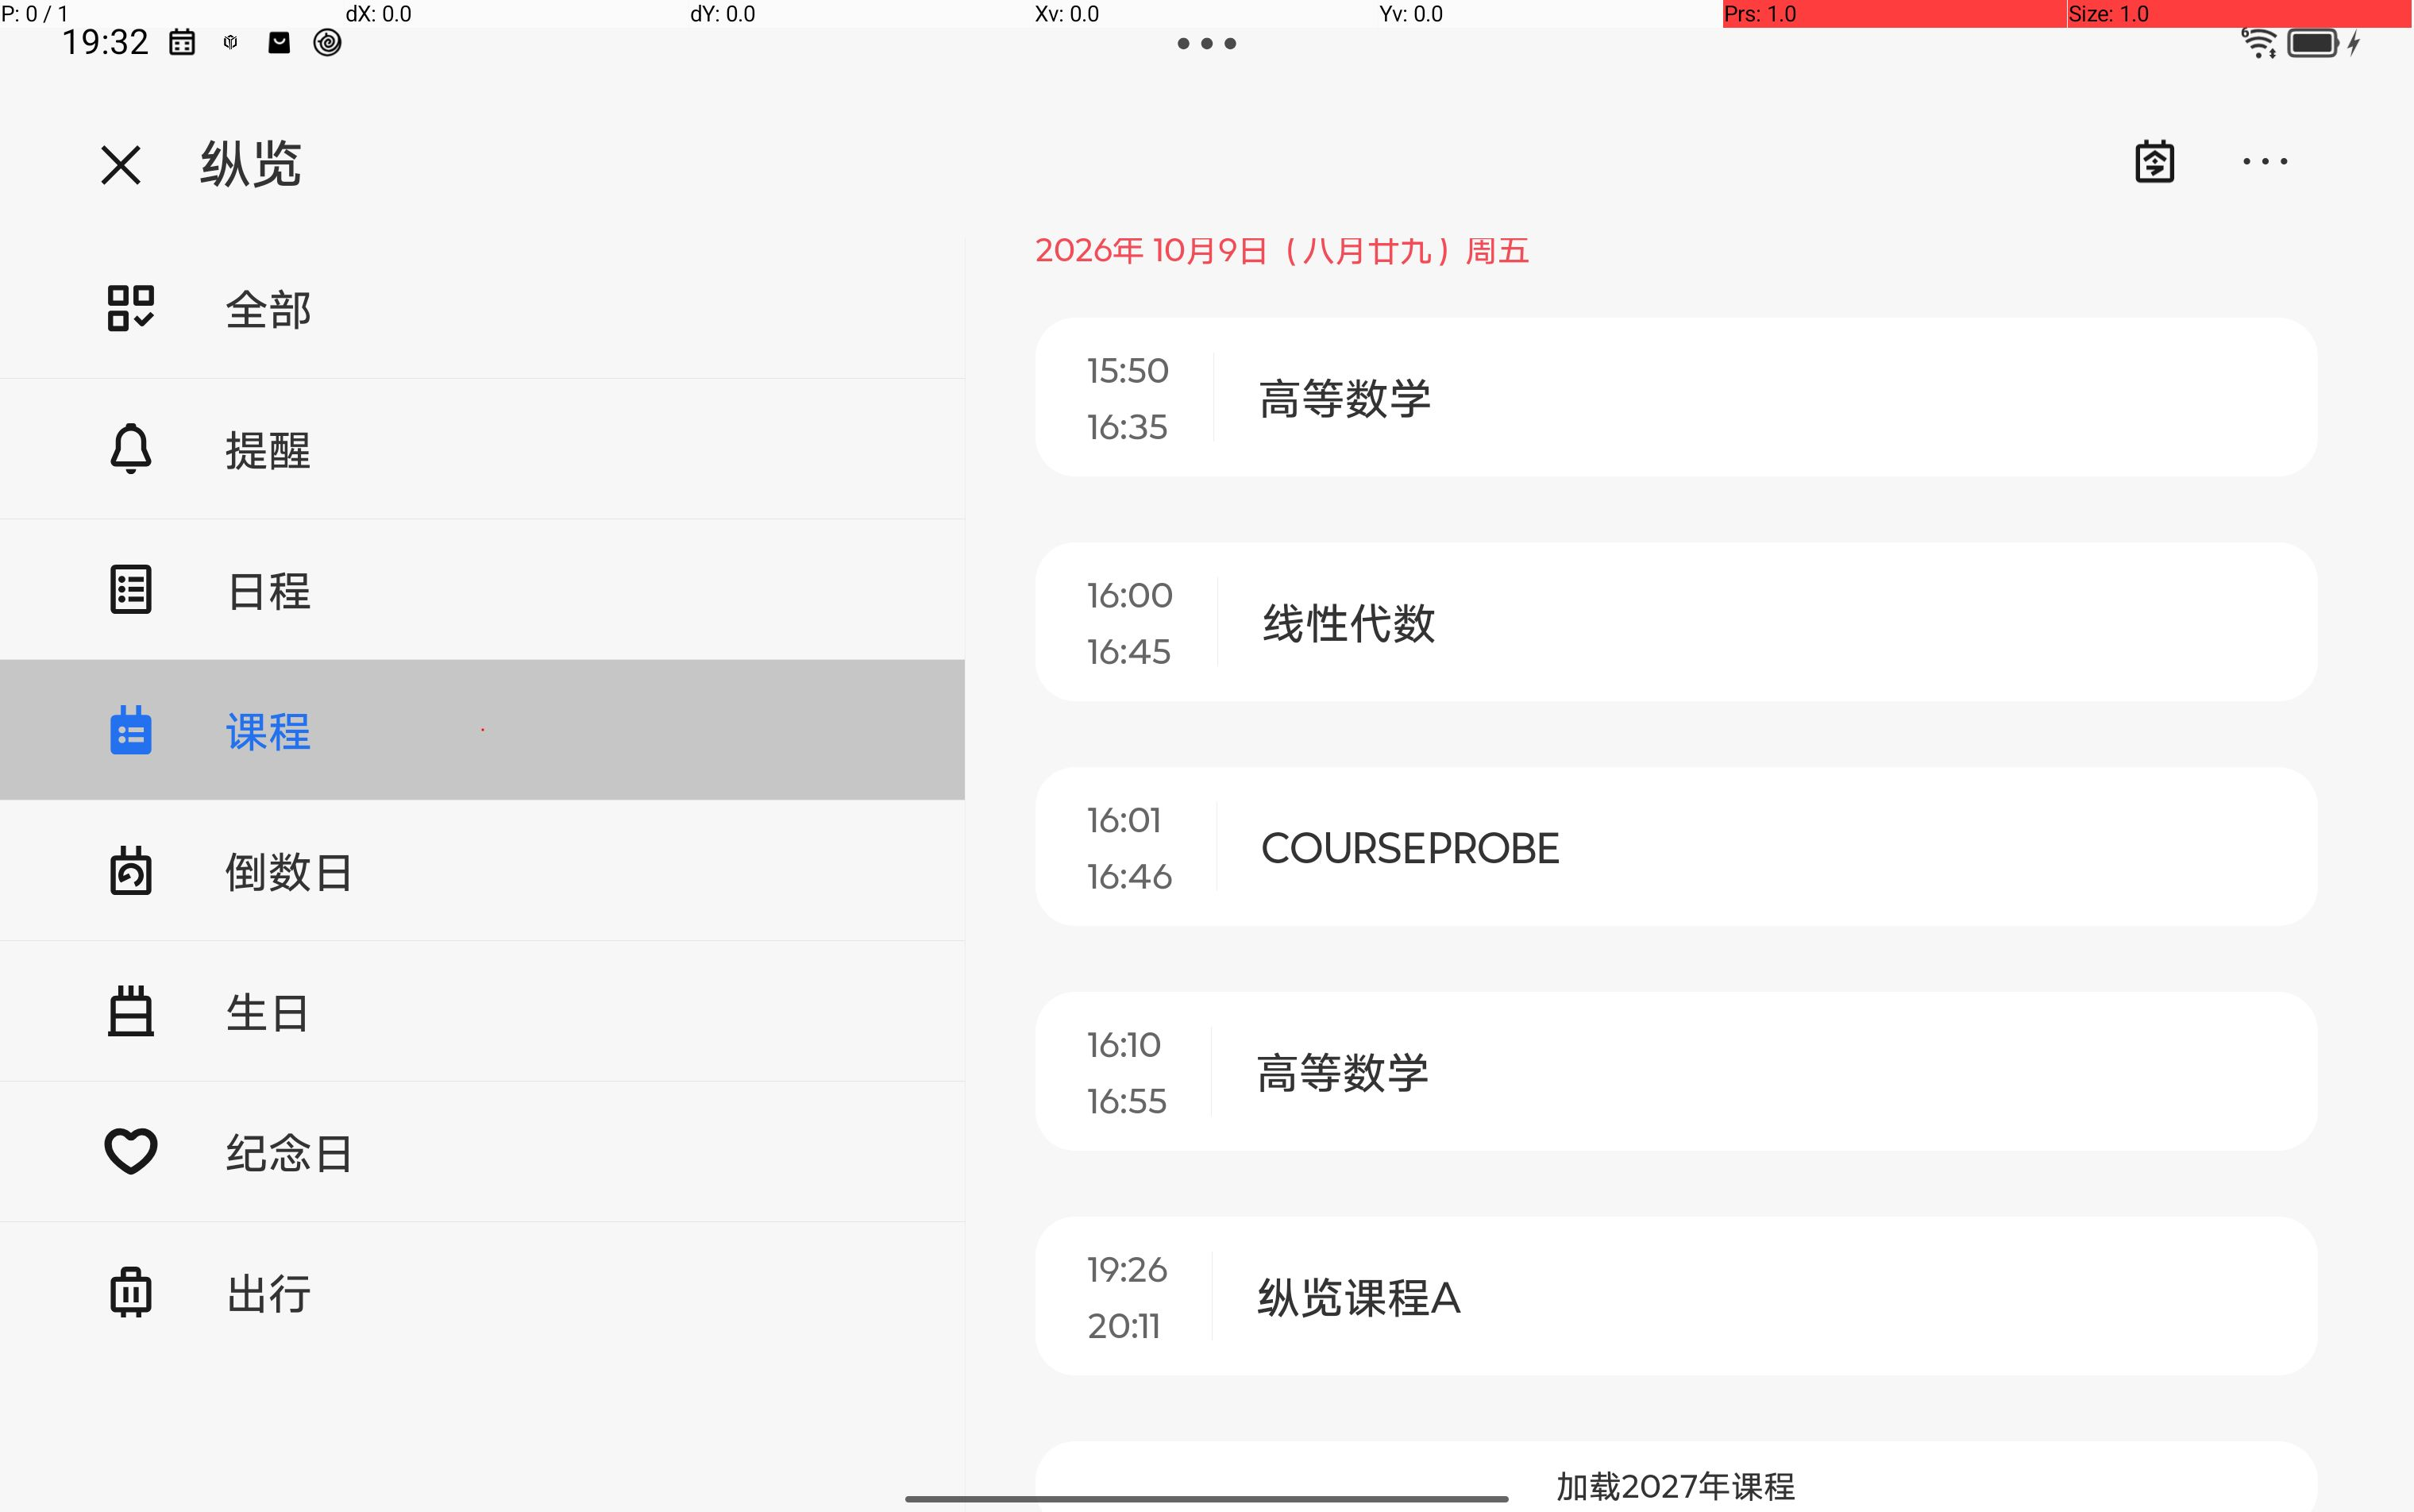 P: 0 / 1 dX: 0.0 dY: 0.0 Xv: 0.0 Yv: 0.0 Prs: 1.0 Size: 1.0
19:32
纵览
今
全部
提醒
日程
课程
倒数日
生日
纪念日
出行
2026年 10月9日（八月廿九）周五
15:50
16:35
高等数学
16:00
16:45
线性代数
16:01
16:46
COURSEPROBE
16:10
16:55
高等数学
19:26
20:11
纵览课程A
加载2027年课程